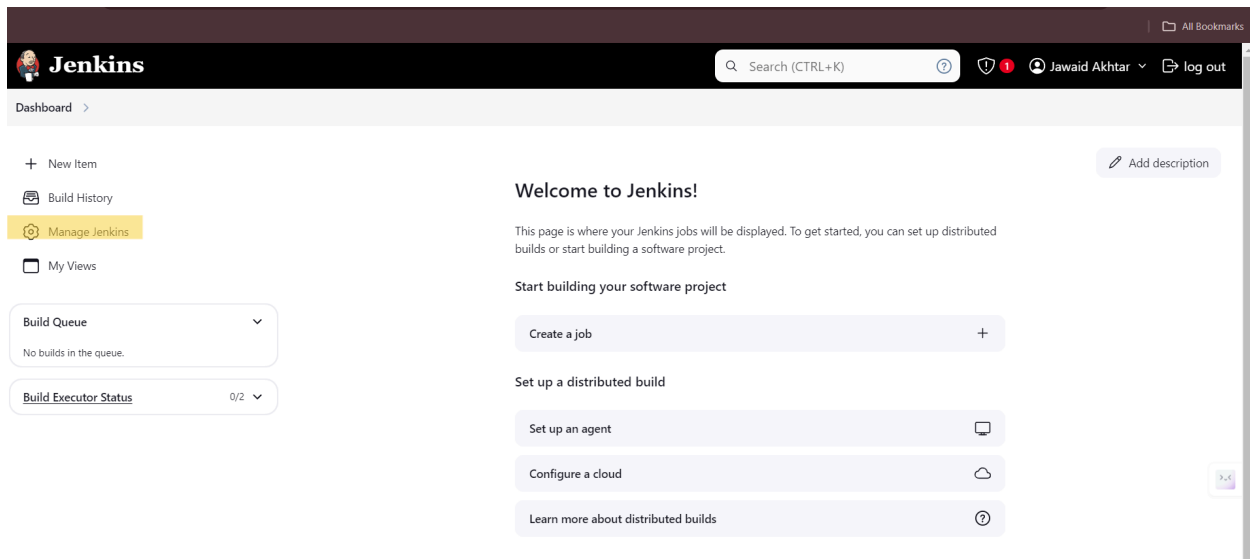 All Bookmarks
Jenkins
Search (CTRL+K)
1
Jawaid Akhtar
log out
Dashboard
New Item
Build History
Manage Jenkins
My Views
Build Queue
No builds in the queue.
Build Executor Status
0/2
Add description
Welcome to Jenkins!
This page is where your Jenkins jobs will be displayed. To get started, you can set up distributed
builds or start building a software project.
Start building your software project
Create a job
Set up a distributed build
Set up an agent
Configure a cloud
Learn more about distributed builds